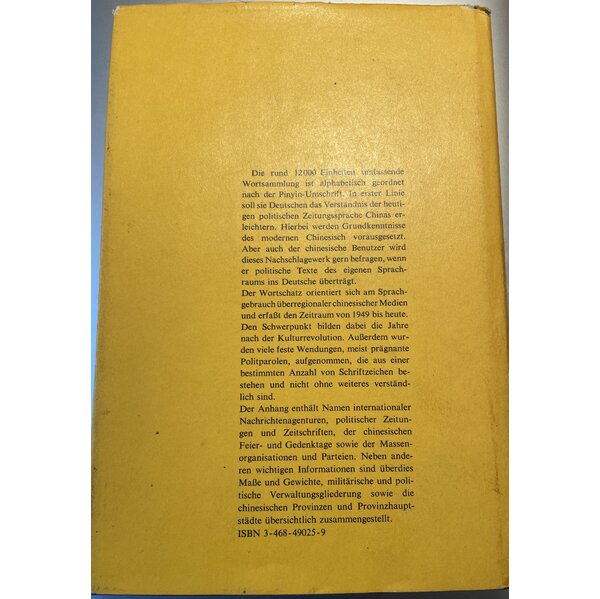 Die rund 12000 Einheiten umfassende
Wortsammlung ist alphabetisch geordnet
nach der Pinyin-Umschrift. In erster Linie
soll sie Deutschen das Verständnis der heuti-
gen politischen Zeitungssprache Chinas er-
leichtern. Hierbei werden Grundkenntnisse
des modernen Chinesisch vorausgesetzt.
Aber auch der chinesische Benutzer wird
dieses Nachschlagewerk gern befragen, wenn
er politische Texte des eigenen Sprach-
raums ins Deutsche überträgt.
Der Wortschatz orientiert sich am Sprach-
gebrauch überregionaler chinesischer Medien
und erfaßt den Zeitraum von 1949 bis heute.
Den Schwerpunkt bilden dabei die Jahre
nach der Kulturrevolution. Außerdem wur-
den viele feste Wendungen, meist prägnante
Politparolen, aufgenommen, die aus einer
bestimmten Anzahl von Schriftzeichen be-
stehen und nicht ohne weiteres verständ-
lich sind.
Der Anhang enthält Namen internationaler
Nachrichtenagenturen, politischer Zeitun-
gen und Zeitschriften, der chinesischen
Feier- und Gedenktage sowie der Massen-
organisationen und Parteien. Neben ande-
ren wichtigen Informationen sind überdies
Maße und Gewichte, militärische und poli-
tische Verwaltungsgliederung sowie die
chinesischen Provinzen und Provinzhaupt-
städte übersichtlich zusammengestellt.
ISBN 3-468-49025-9